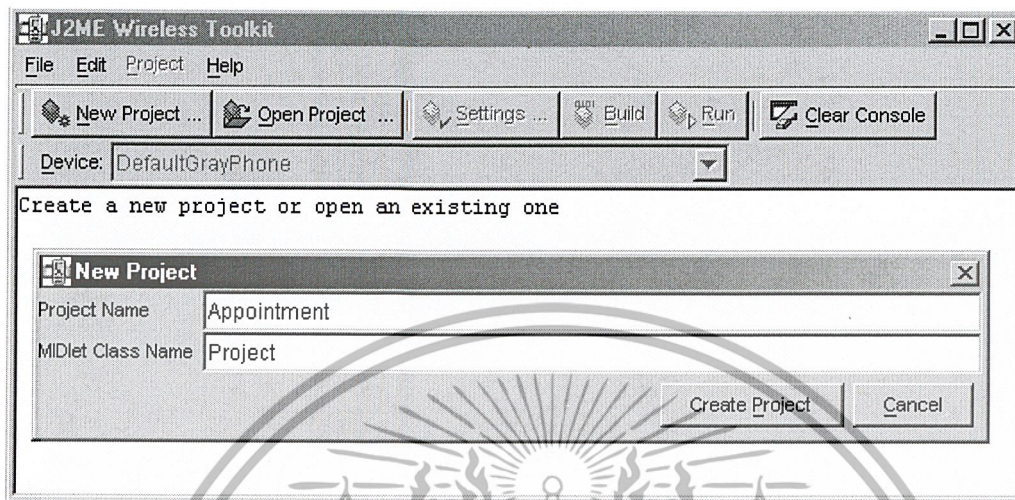 J2ME Wireless Toolkit
File Edit Project Help
New Project ... Open Project ... Settings ... Build Run Clear Console
Device: DefaultGrayPhone
Create a new project or open an existing one
New Project
Project Name Appointment
MIDlet Class Name Project
Create Project Cancel